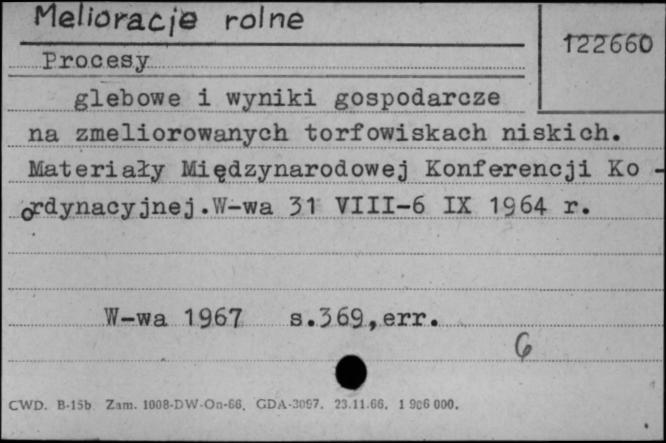 Melioracje rolne
122660
Procesy
glebowe i wyniki gospodarcze
na zmeliorowanych torfowiskach niskich.
Materiały Międzynarodowej Konferencji Ko -
ordynacyjnej.W-wa 31 VIII-6 IX 1964 r.
W-wa 1967 s.369,err.
6
CWD. B-15b Zam. 1008-DW-On-66. GDA-3097. 23.11.66. 1 906 000.